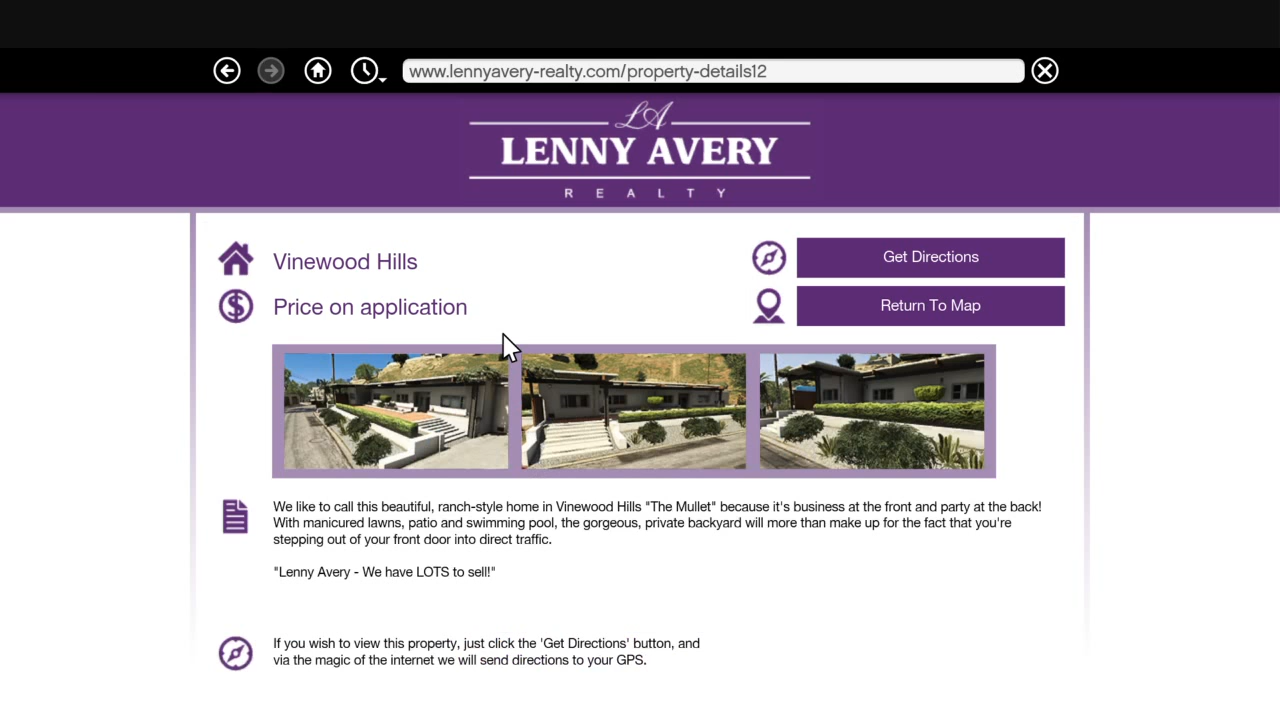 www.lennyavery-realty.com/property-details12
LA
LENNY AVERY
REALTY
Vinewood Hills
Get Directions
Price on application
Return To Map
We like to call this beautiful, ranch-style home in Vinewood Hills "The Mullet" because it's business at the front and party at the back!
With manicured lawns, patio and swimming pool, the gorgeous, private backyard will more than make up for the fact that you're
stepping out of your front door into direct traffic.
"Lenny Avery - We have LOTS to sell!"
If you wish to view this property, just click the 'Get Directions' button, and
via the magic of the internet we will send directions to your GPS.